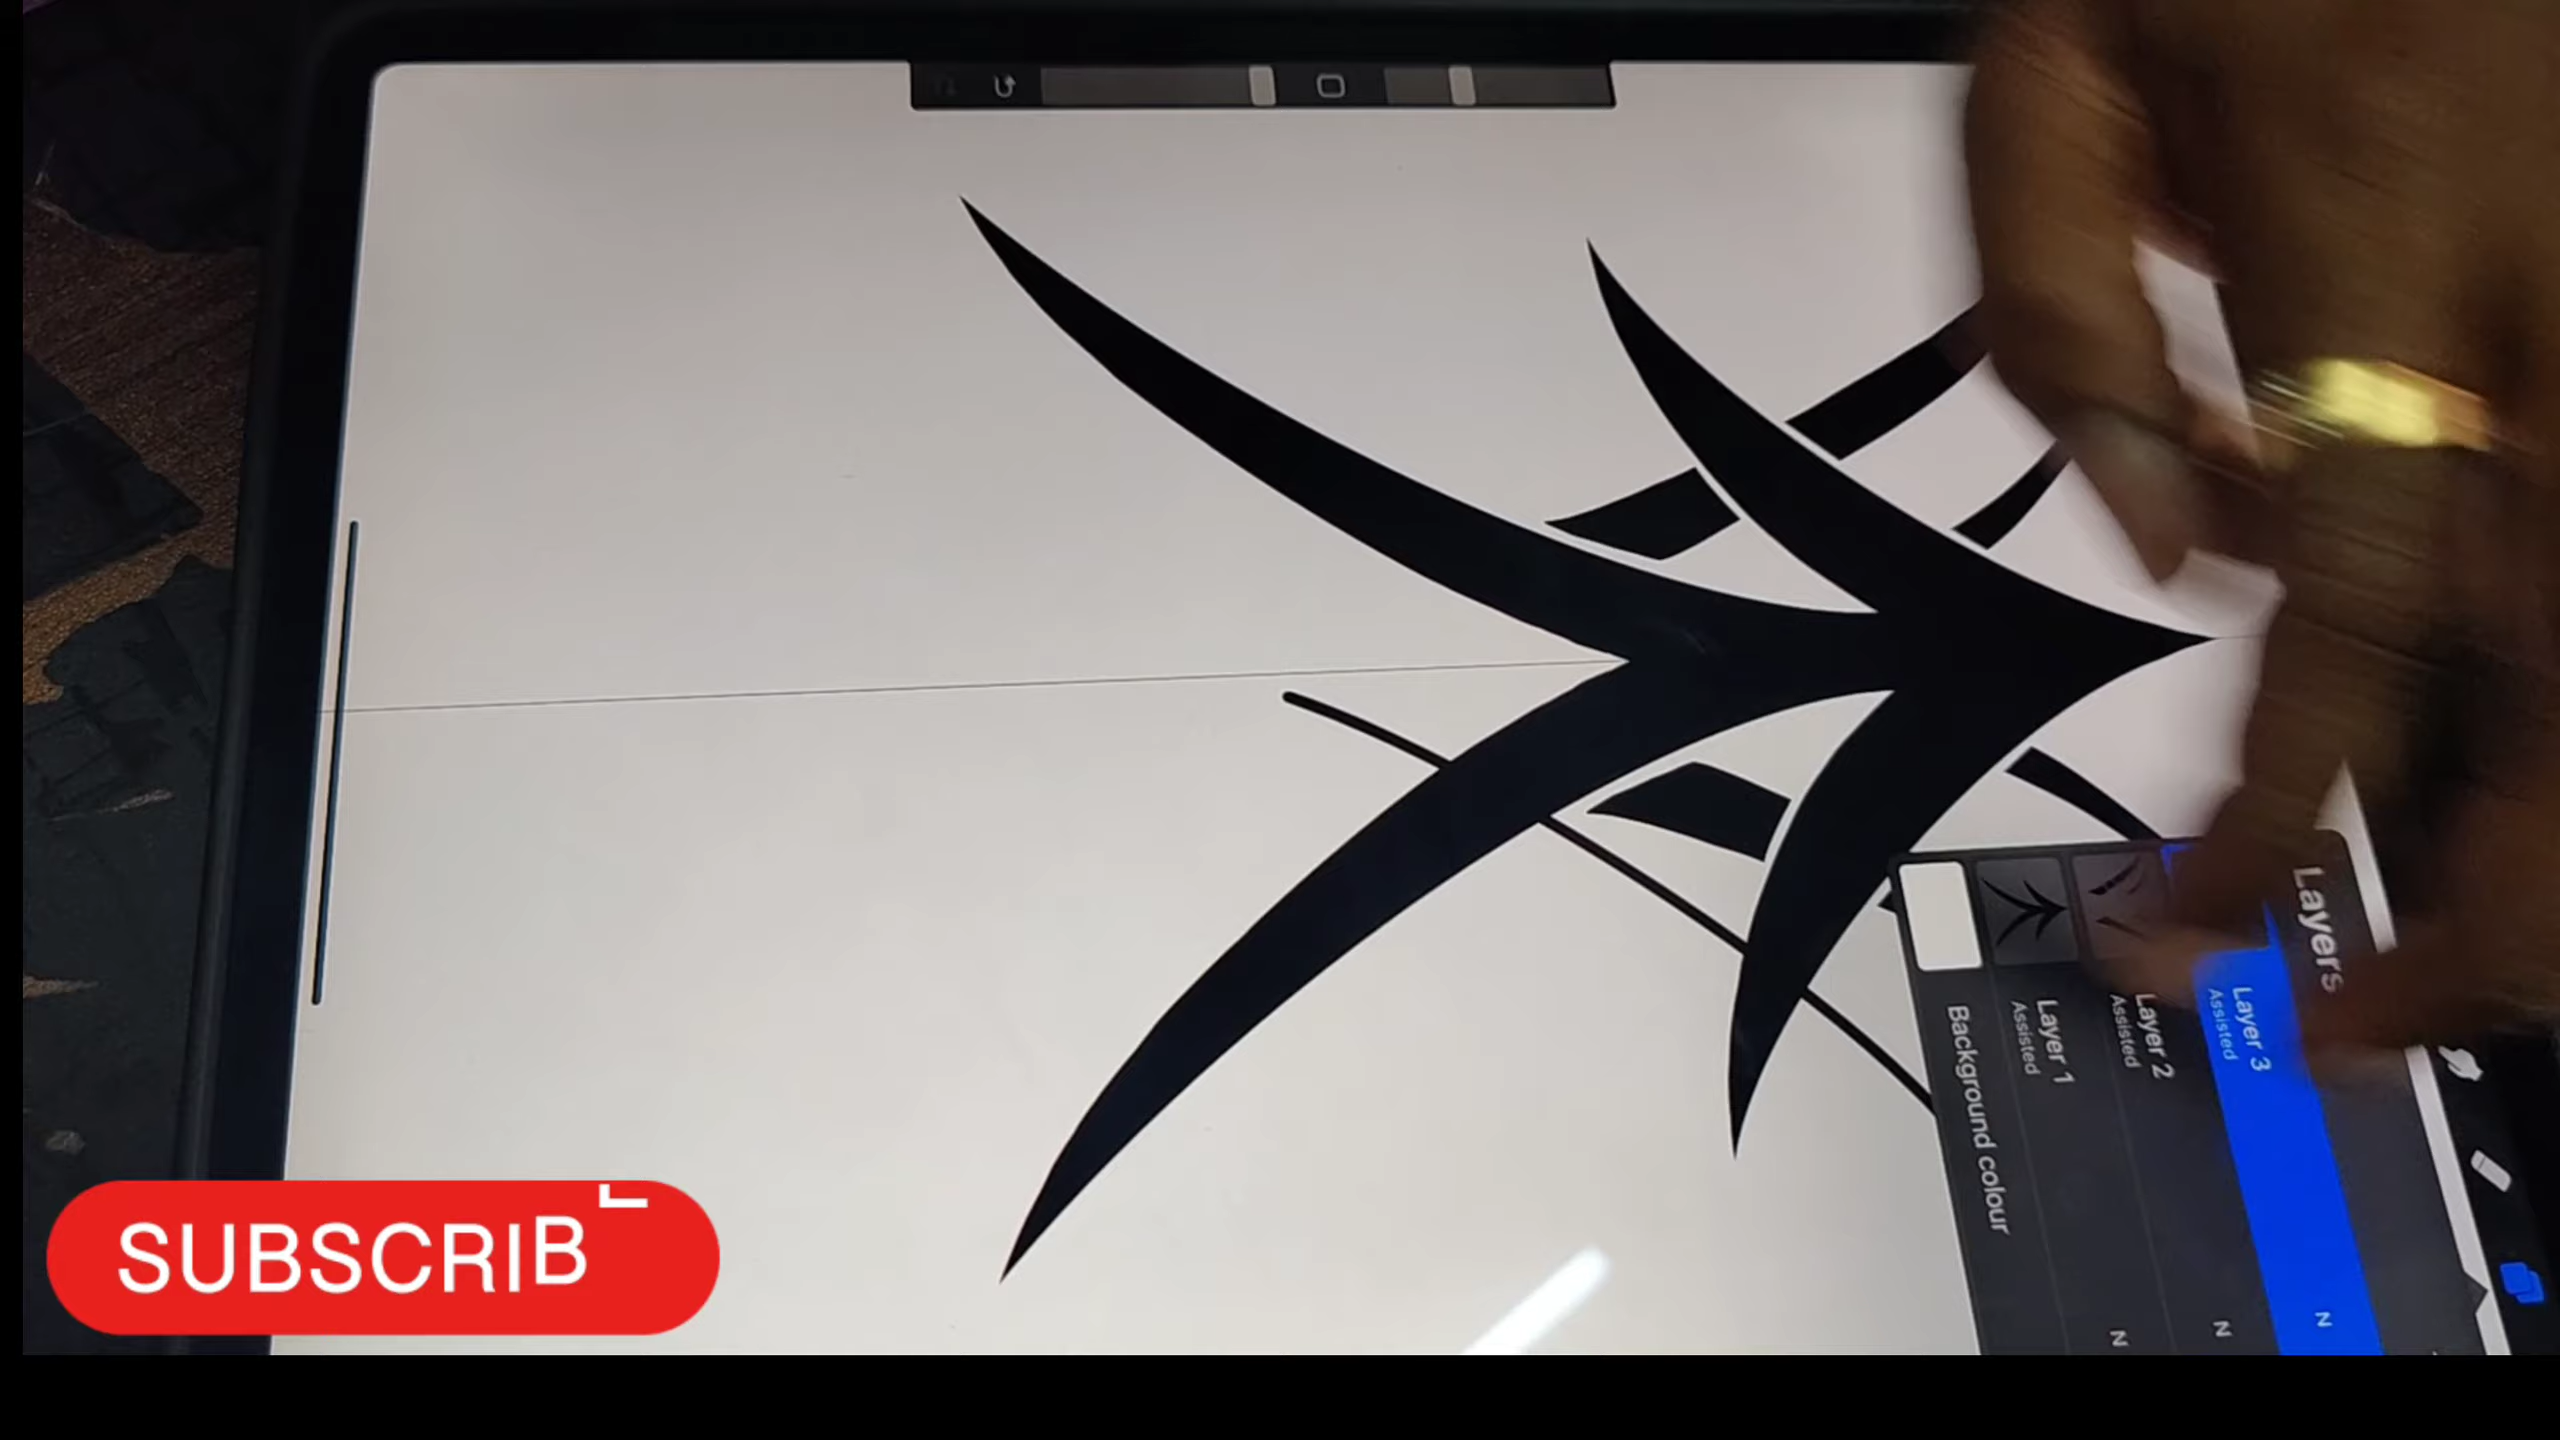 Layers
Layer 3
Assisted
N
Layer 2
Assisted
N
Layer 1
Assisted
N
Background colour
SUBSCRIB